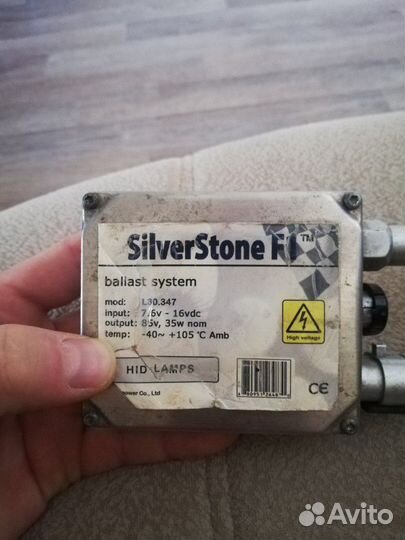 SilverStone F1™
ballast system
mod: L30.347
input: 7.6v - 16vdc
output: 85v, 35w nom
temp: -40~ +105 ℃ Amb
High voltage
HID LAMPS
CE
power Co., Ltd
Avito